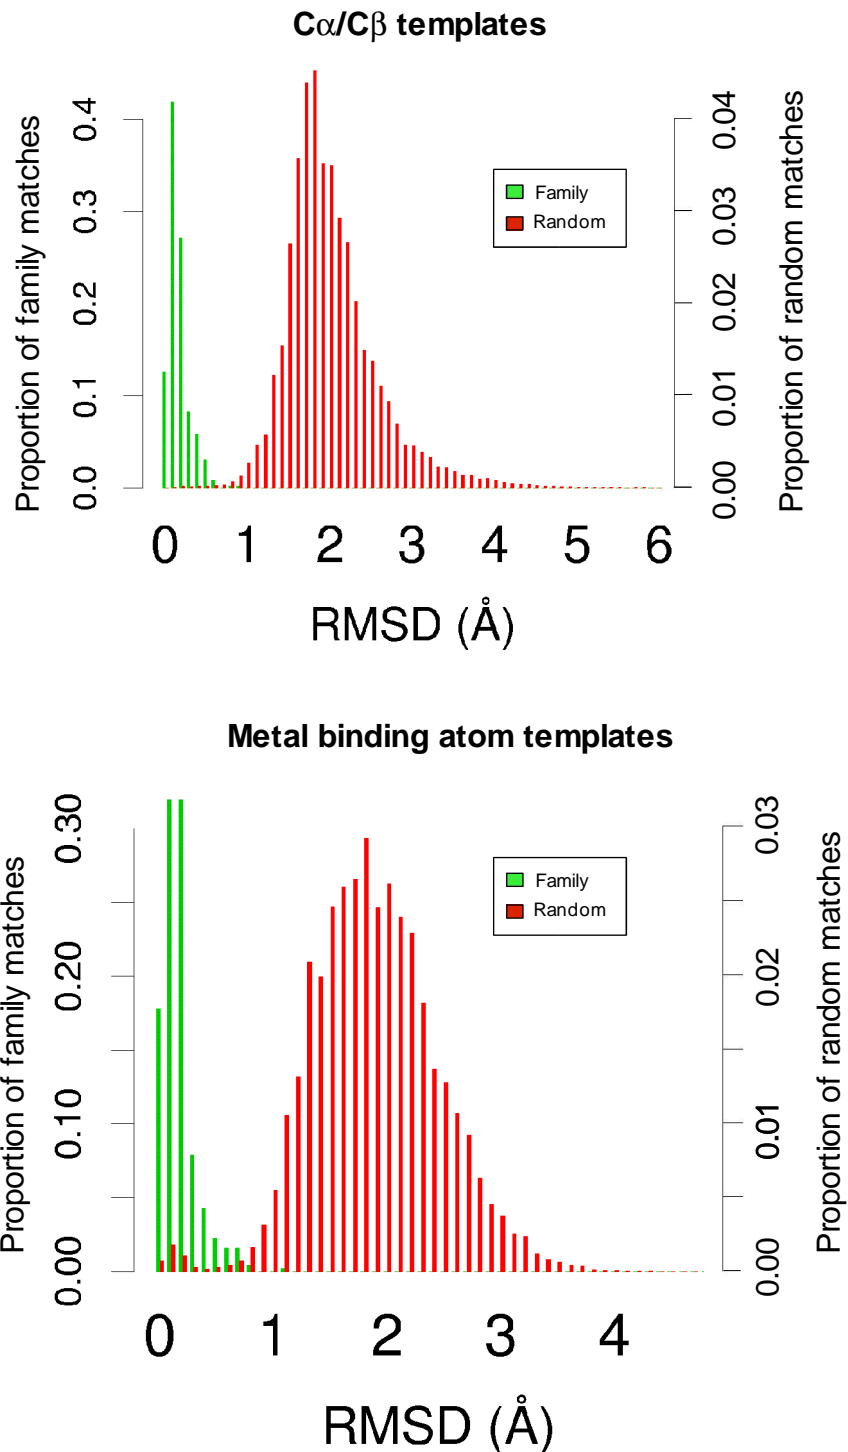 Cα/Cβ templates
Proportion of family matches
0.0 0.1 0.2 0.3 0.4
Family
Random
0.00 0.01 0.02 0.03 0.04
Proportion of random matches
0 1 2 3 4 5 6
RMSD (Å)
Metal binding atom templates
Proportion of family matches
0.00 0.10 0.20 0.30
Family
Random
0.00 0.01 0.02 0.03
Proportion of random matches
0 1 2 3 4
RMSD (Å)